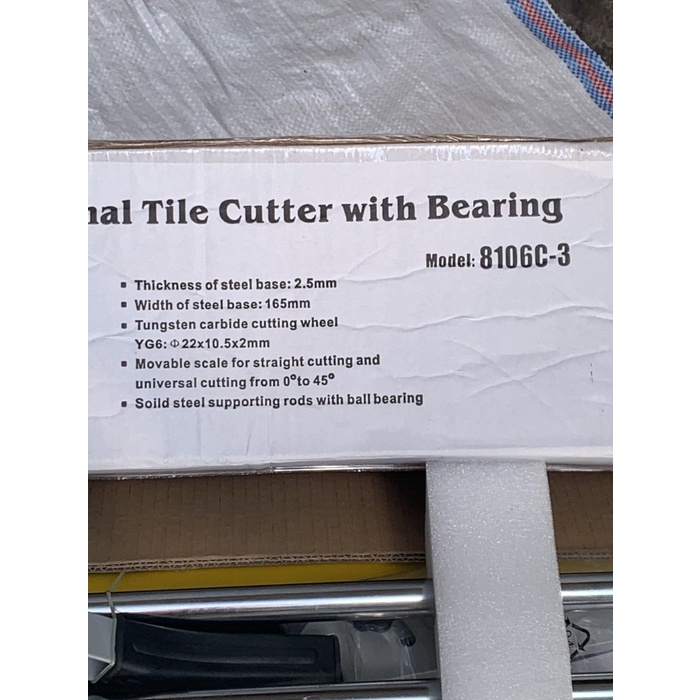 Tile Cutter with Bearing
Model: 8106C-3
▪ Thickness of steel base: 2.5mm
▪ Width of steel base: 165mm
▪ Tungsten carbide cutting wheel
YG6: Φ22x10.5x2mm
▪ Movable scale for straight cutting and
universal cutting from 0°to 45°
▪ Soild steel supporting rods with ball bearing